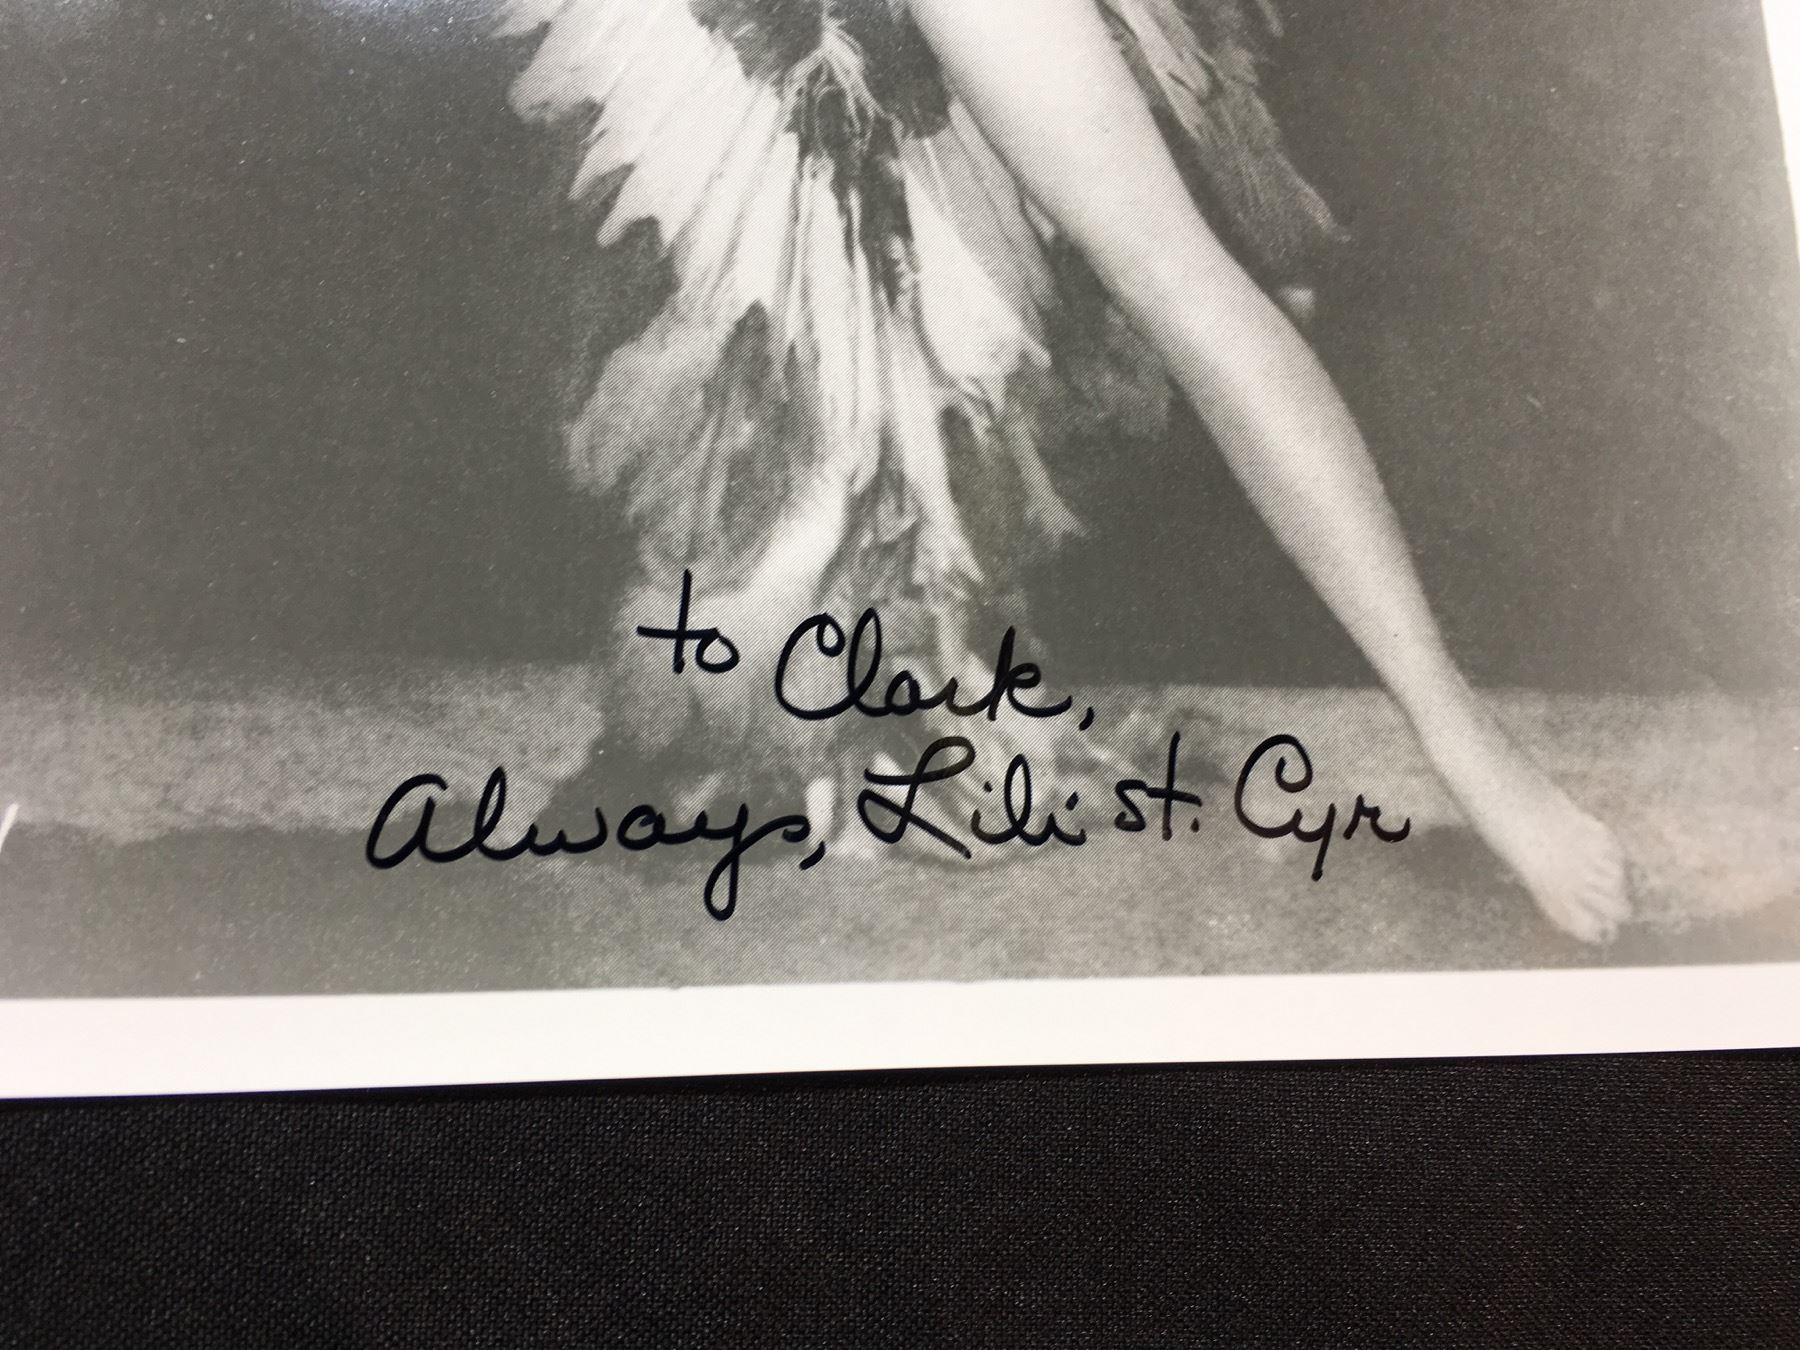 to Clark,
Always, Lili St. Cyr